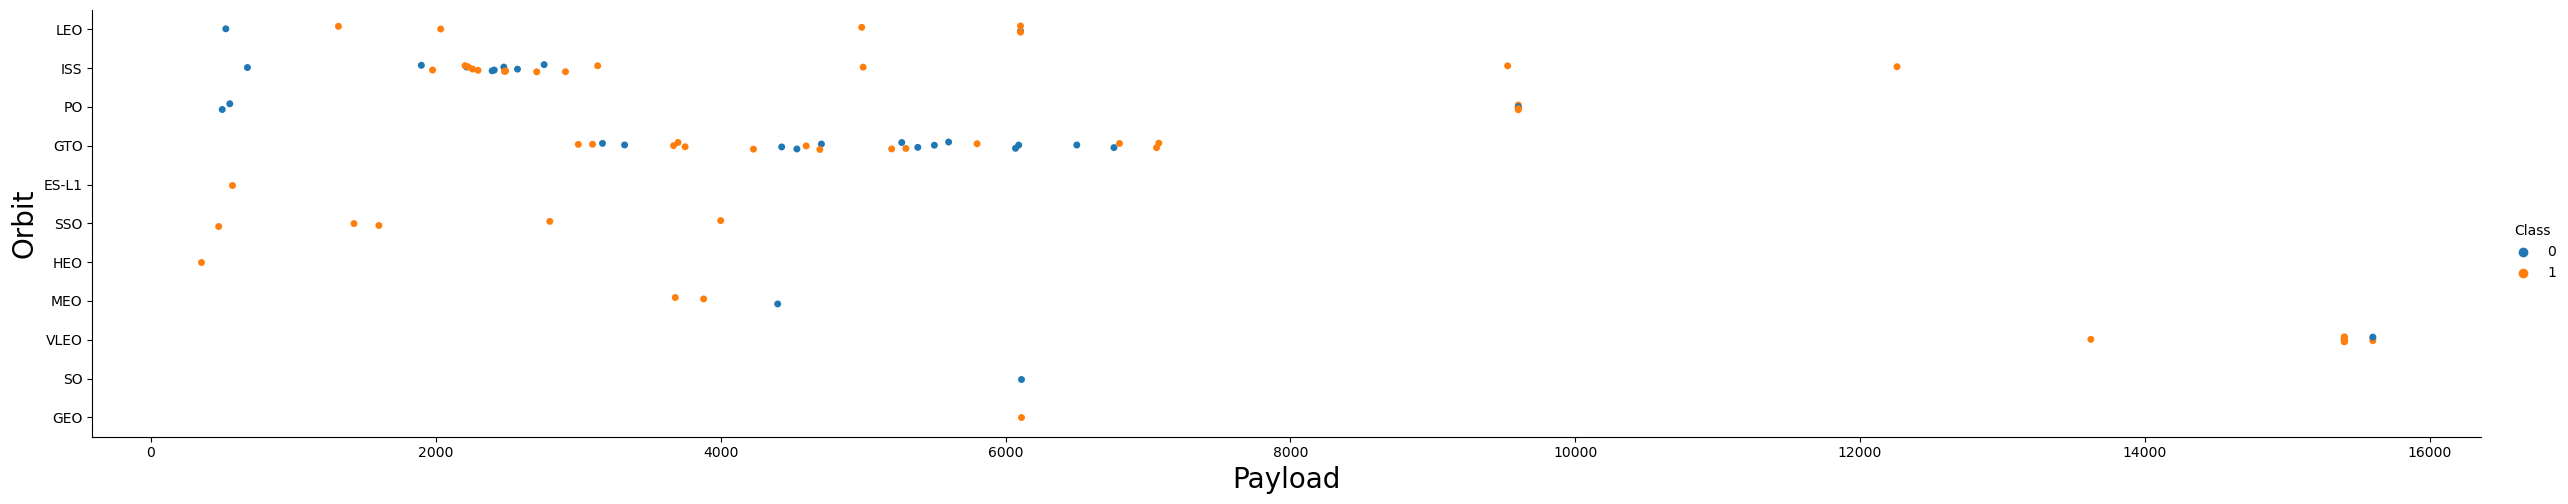 LEO
ISS
PO
GTO
ES-L1
SSO
HEO
MEO
VLEO
SO
GEO
Orbit
0 2000 4000 6000 8000 10000 12000 14000 16000
Payload
Class
0
1